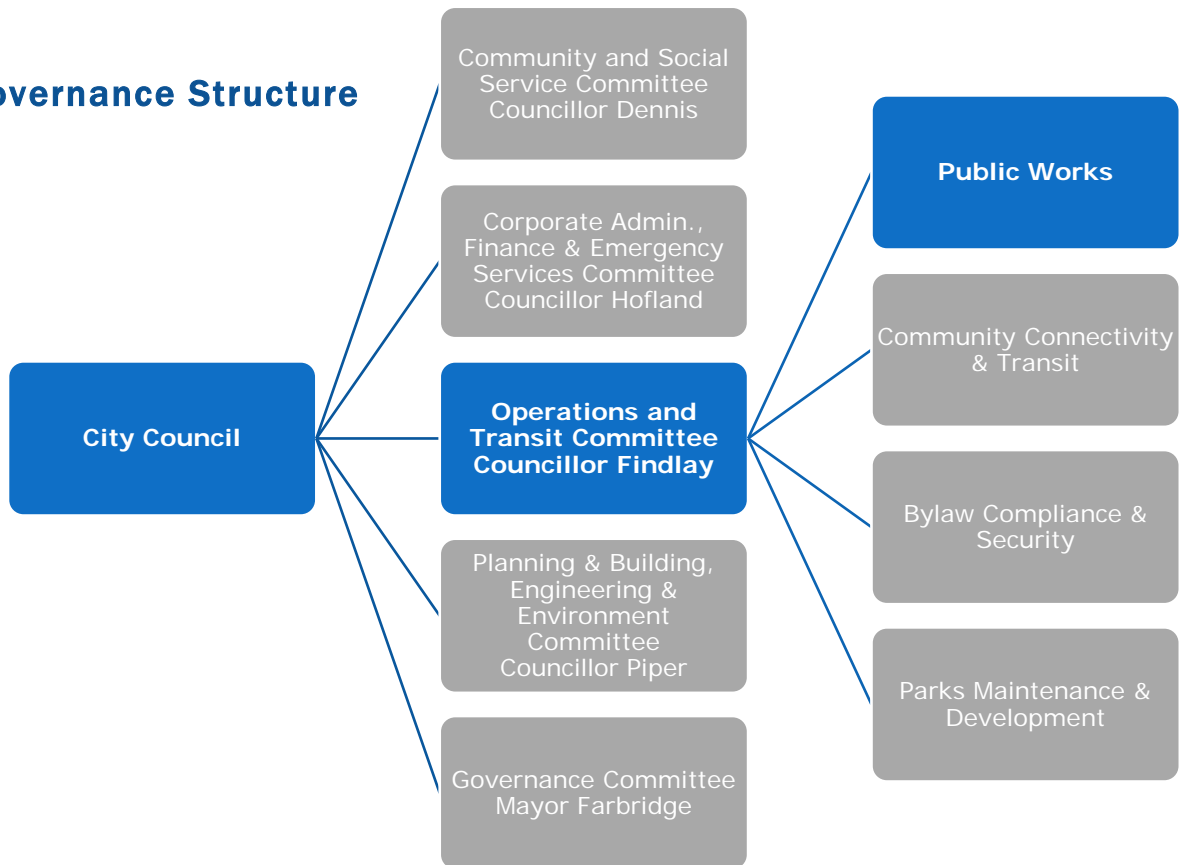 overnance Structure
Community and Social
Service Committee
Councillor Dennis
Corporate Admin.,
Finance & Emergency
Services Committee
Councillor Hofland
City Council
Operations and
Transit Committee
Councillor Findlay
Planning & Building,
Engineering &
Environment
Committee
Councillor Piper
Governance Committee
Mayor Farbridge
Public Works
Community Connectivity
& Transit
Bylaw Compliance &
Security
Parks Maintenance &
Development